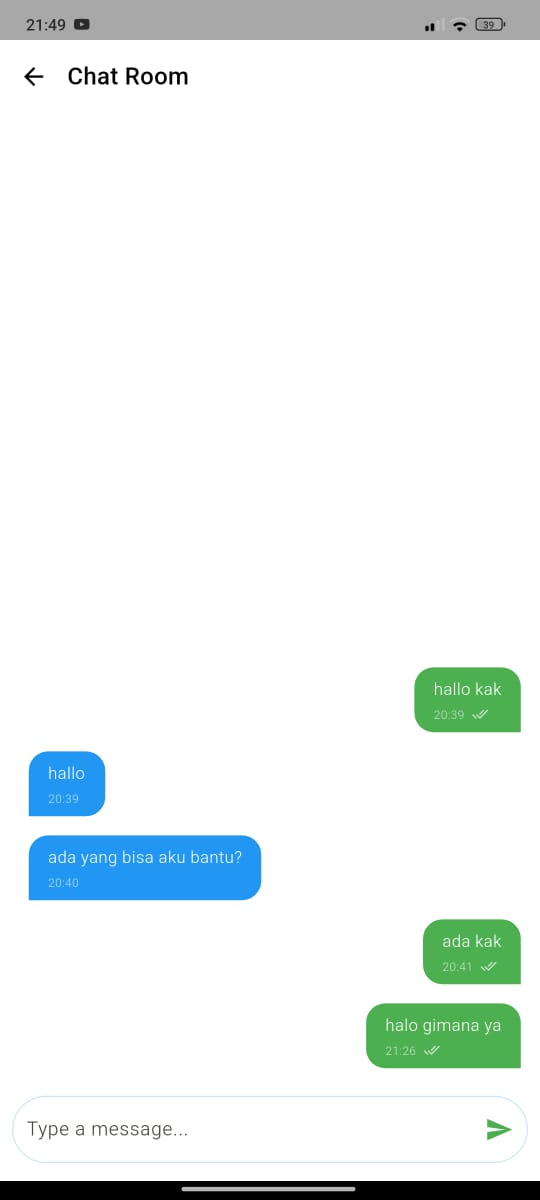 21:49
39
Chat Room
hallo kak
20:39
hallo
20:39
ada yang bisa aku bantu?
20:40
ada kak
20:41
halo gimana ya
21:26
Type a message...